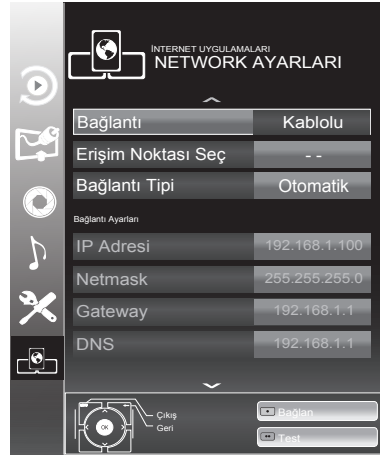 İNTERNET UYGULAMALARI
NETWORK AYARLARI
Bağlantı Kablolu
Erişim Noktası Seç - -
Bağlantı Tipi Otomatik
Bağlantı Ayarları
IP Adresi 192.168.1.100
Netmask 255.255.255.0
Gateway 192.168.1.1
DNS 192.168.1.1
Çıkış
Geri
OK
Bağlan
Test